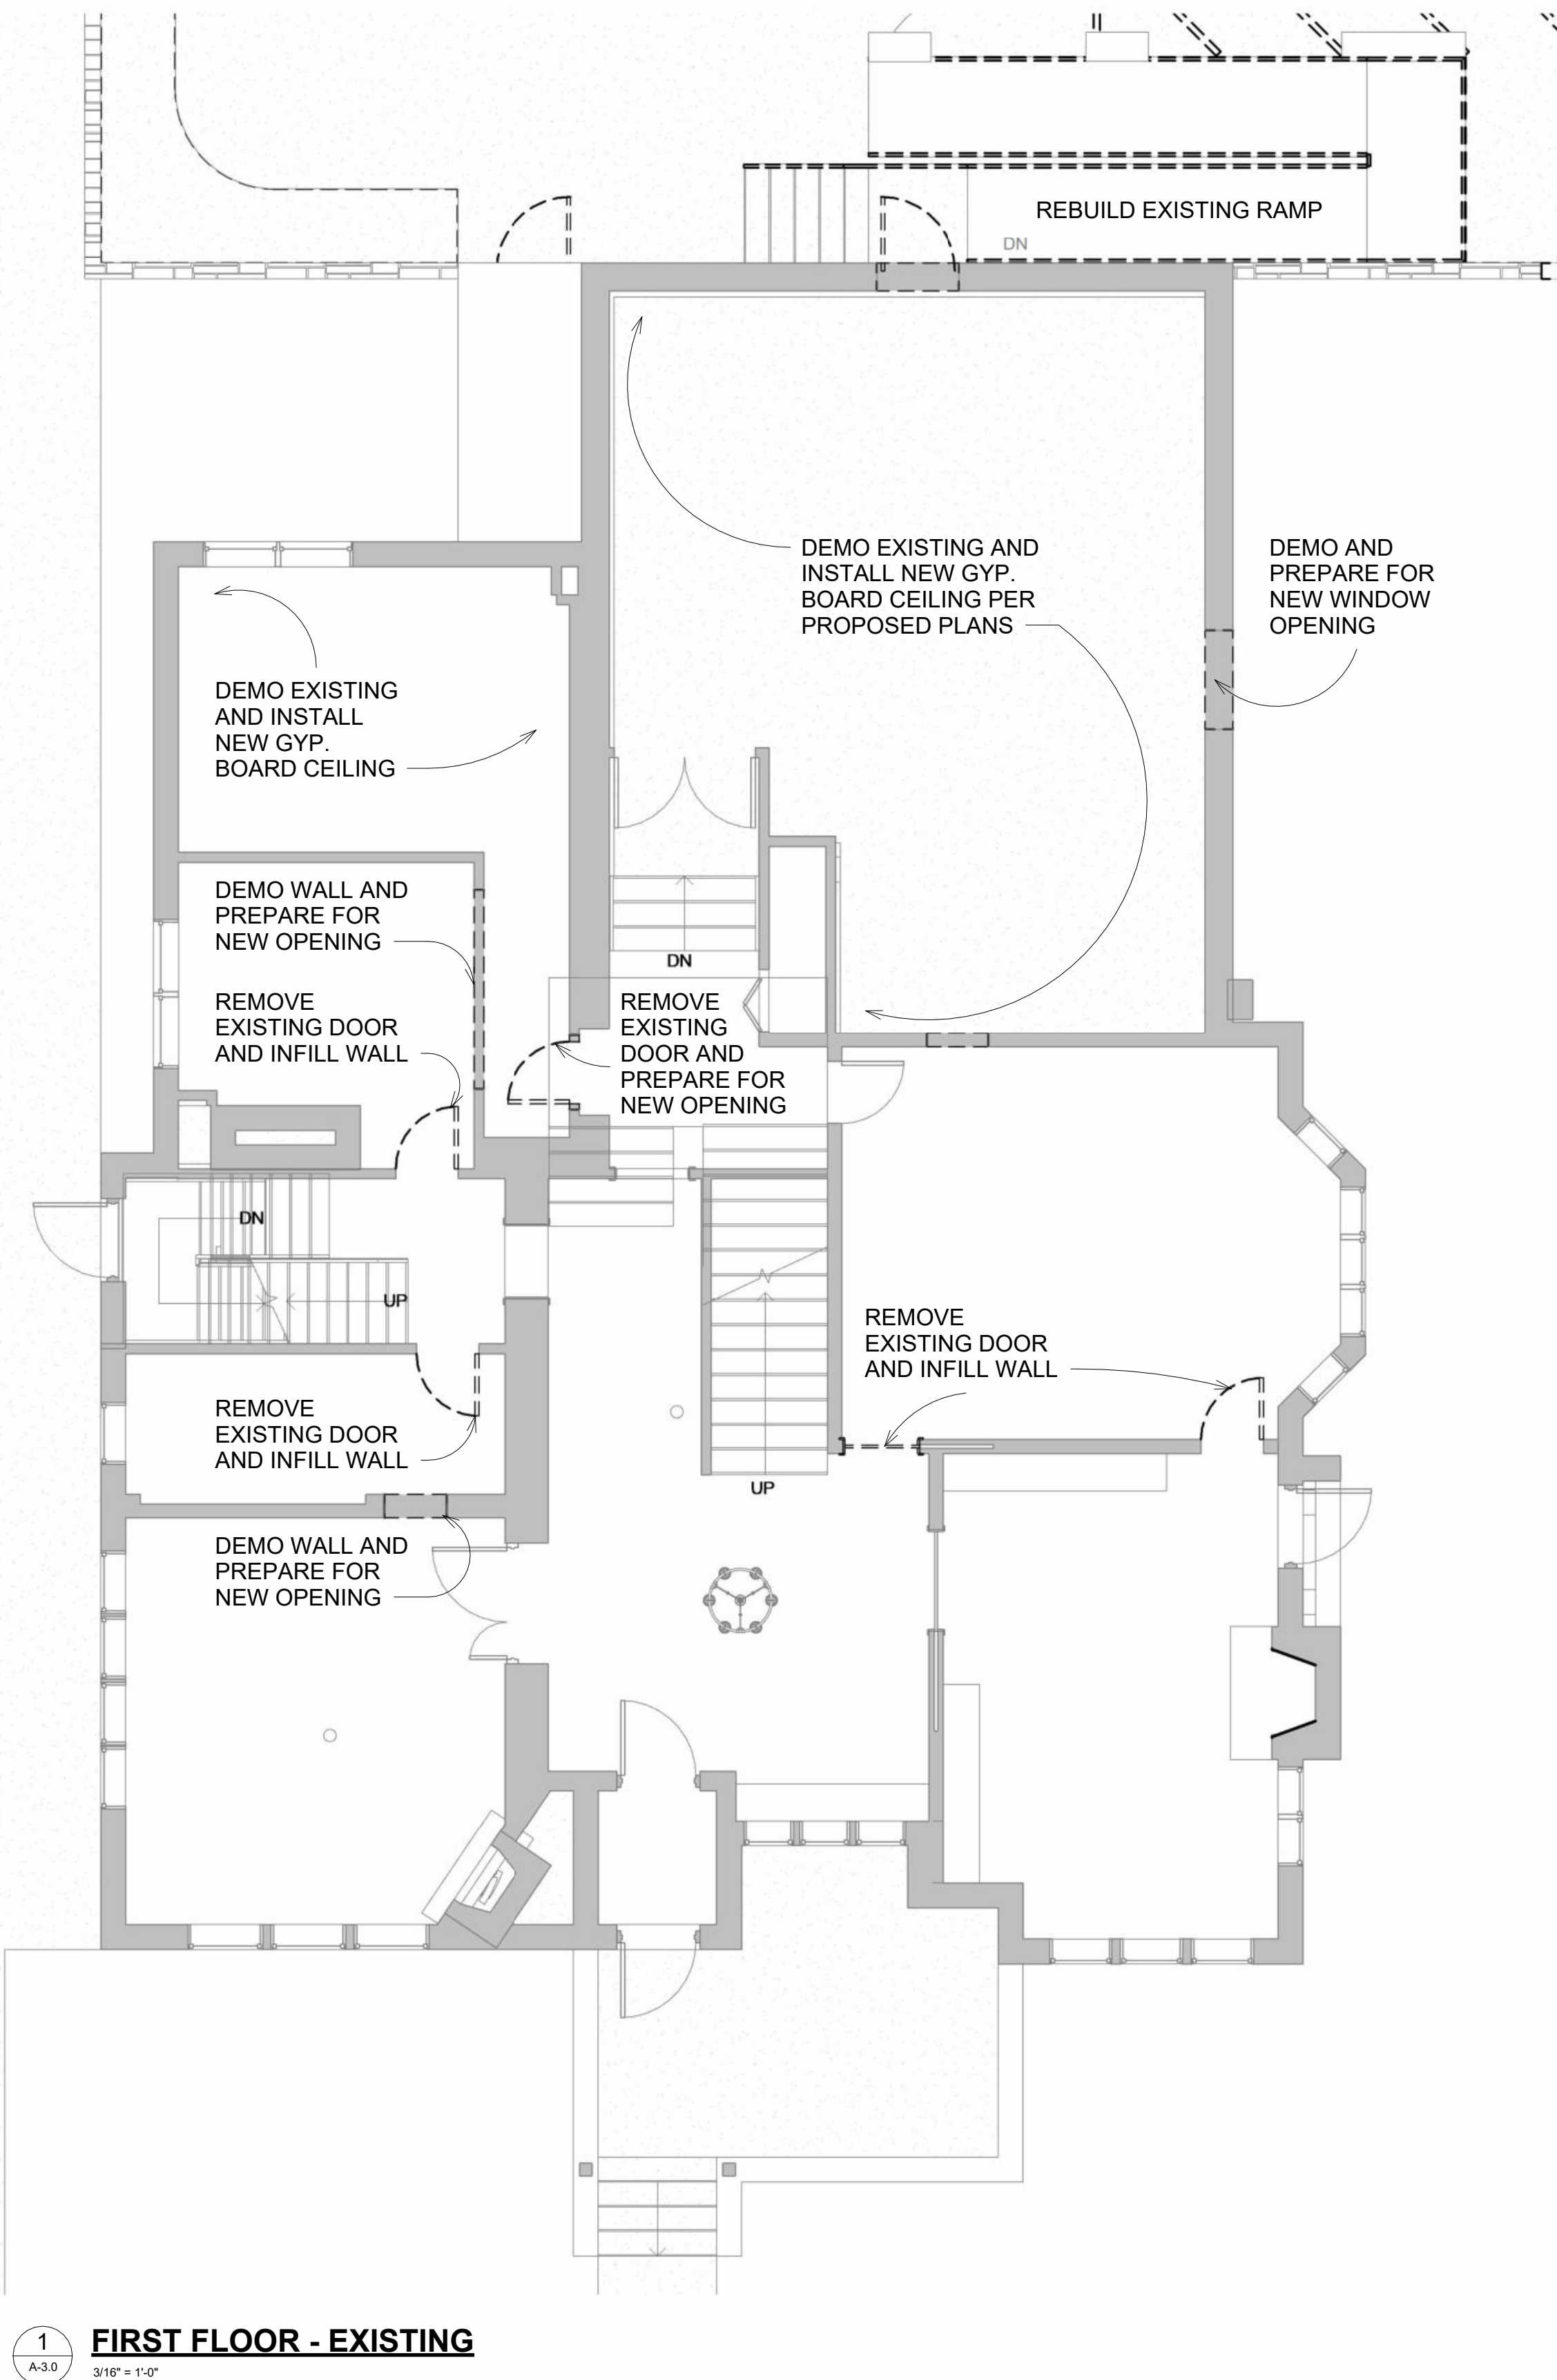 REBUILD EXISTING RAMP
DN
DEMO EXISTING AND
INSTALL NEW GYP.
BOARD CEILING PER
PROPOSED PLANS
DEMO AND
PREPARE FOR
NEW WINDOW
OPENING
DEMO EXISTING
AND INSTALL
NEW GYP.
BOARD CEILING
DEMO WALL AND
PREPARE FOR
NEW OPENING
DN
REMOVE
EXISTING DOOR
AND INFILL WALL
REMOVE
EXISTING
DOOR AND
PREPARE FOR
NEW OPENING
DN
UP
REMOVE
EXISTING DOOR
AND INFILL WALL
REMOVE
EXISTING DOOR
AND INFILL WALL
UP
DEMO WALL AND
PREPARE FOR
NEW OPENING
1
A-3.0
FIRST FLOOR - EXISTING
3/16" = 1'-0"